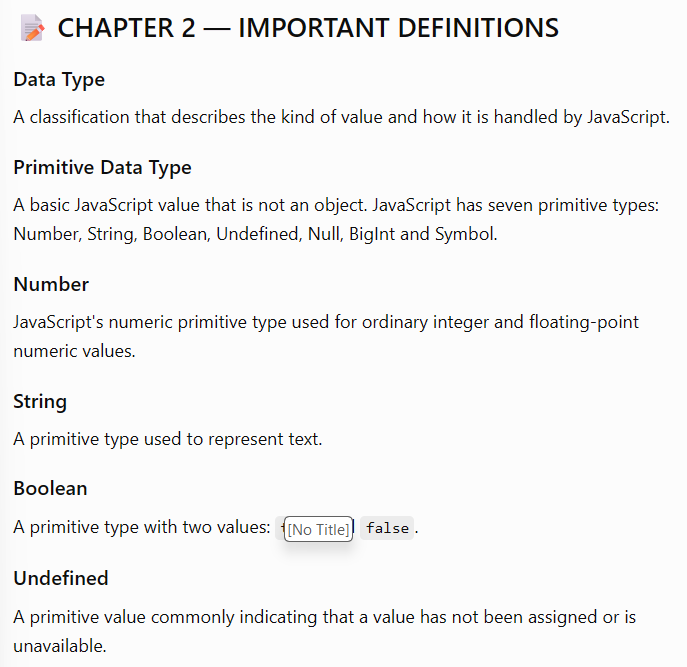 CHAPTER 2 — IMPORTANT DEFINITIONS
Data Type
A classification that describes the kind of value and how it is handled by JavaScript.
Primitive Data Type
A basic JavaScript value that is not an object. JavaScript has seven primitive types:
Number, String, Boolean, Undefined, Null, BigInt and Symbol.
Number
JavaScript's numeric primitive type used for ordinary integer and floating-point
numeric values.
String
A primitive type used to represent text.
Boolean
A primitive type with two values: [No Title] false.
Undefined
A primitive value commonly indicating that a value has not been assigned or is
unavailable.